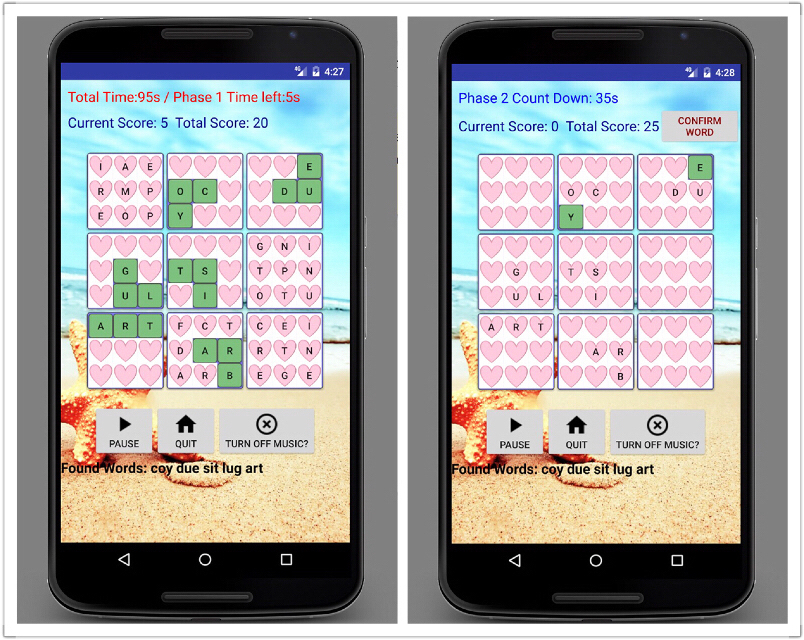 4G 4:27
Total Time:95s / Phase 1 Time left:5s
Current Score: 5 Total Score: 20
I A E E
R M P O C D U
E O P Y
G N I
G T S T P N
U L I O T U
A R T F C T C E I
D A R R T N
A R B E G E
PAUSE QUIT TURN OFF MUSIC?
Found Words: coy due sit lug art
4G 4:28
Phase 2 Count Down: 35s
Current Score: 0 Total Score: 25
CONFIRM
WORD
E
O C D U
Y
G T S
U L I
A R T
A R
B
PAUSE QUIT TURN OFF MUSIC?
Found Words: coy due sit lug art